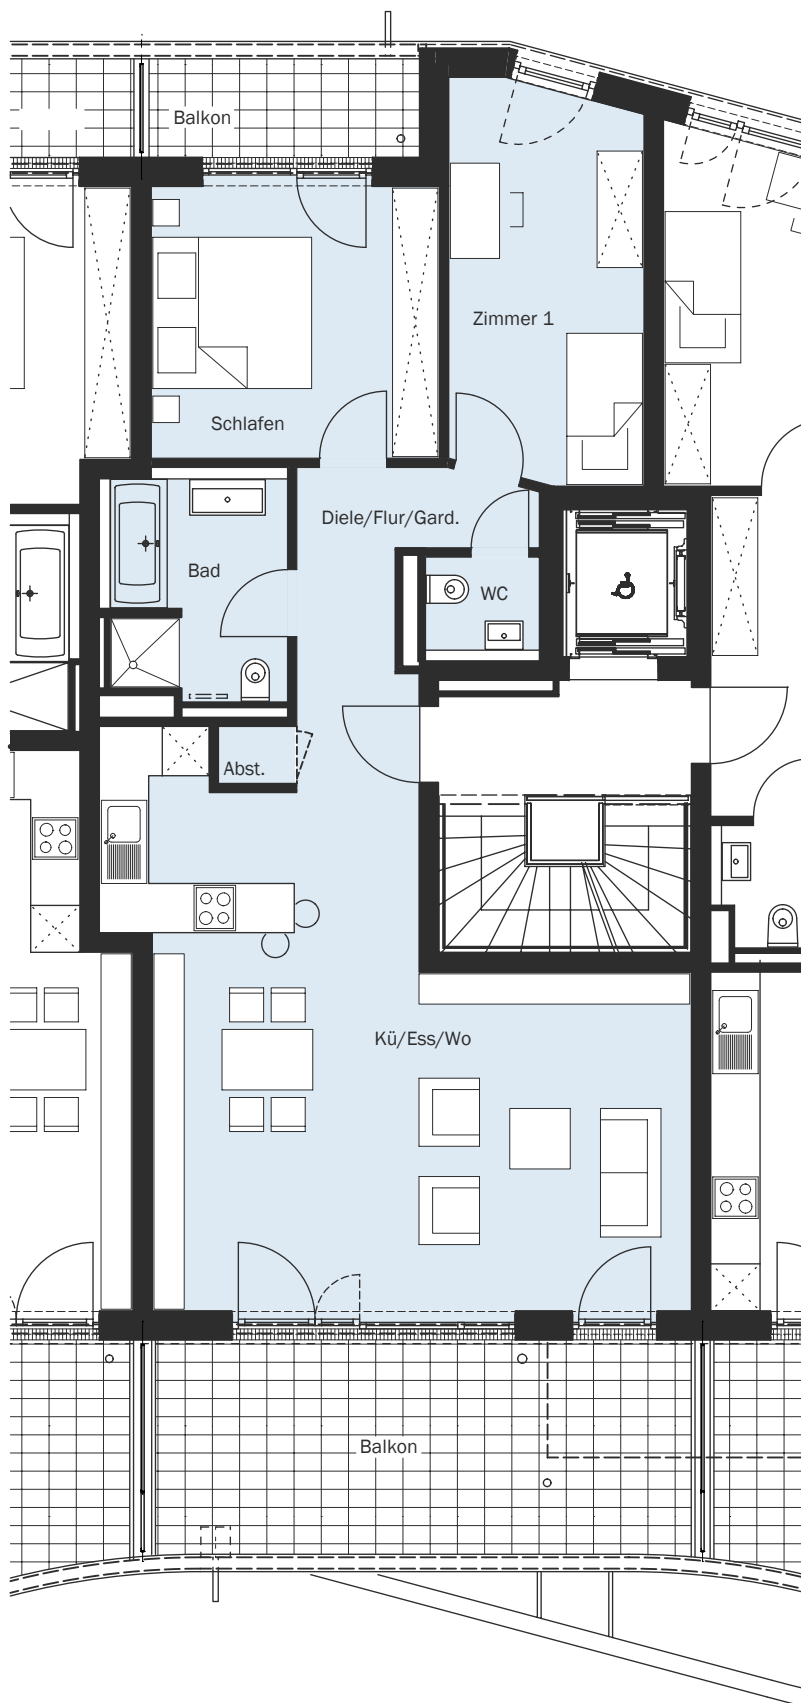 Balkon
Zimmer 1
Schlafen
Diele/Flur/Gard.
Bad
WC
Abst.
Kü/Ess/Wo
Balkon